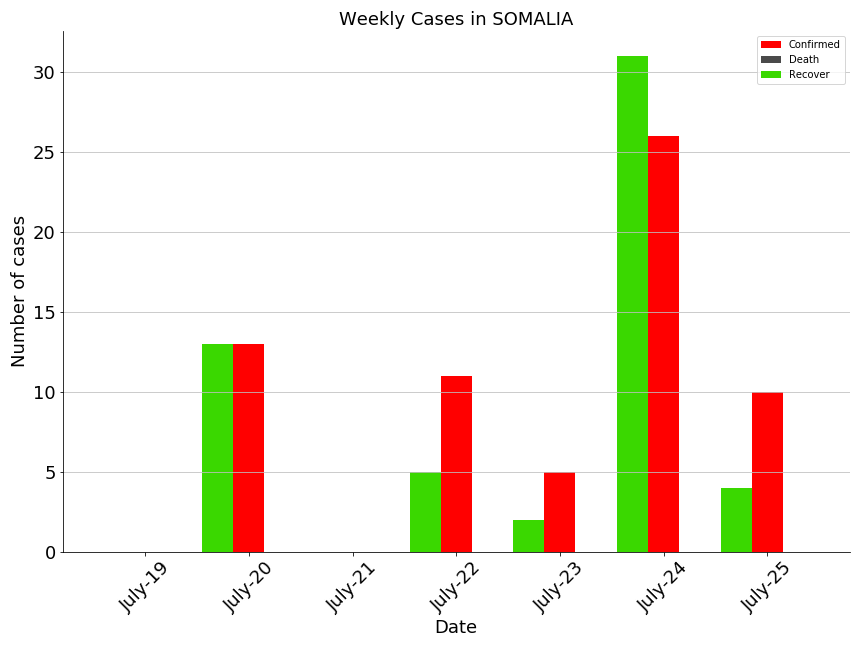 Weekly Cases in SOMALIA
Confirmed
Death
Recover
Number of cases
30
25
20
15
10
5
0
July-19
July-20
July-21
July-22
July-23
July-24
July-25
Date